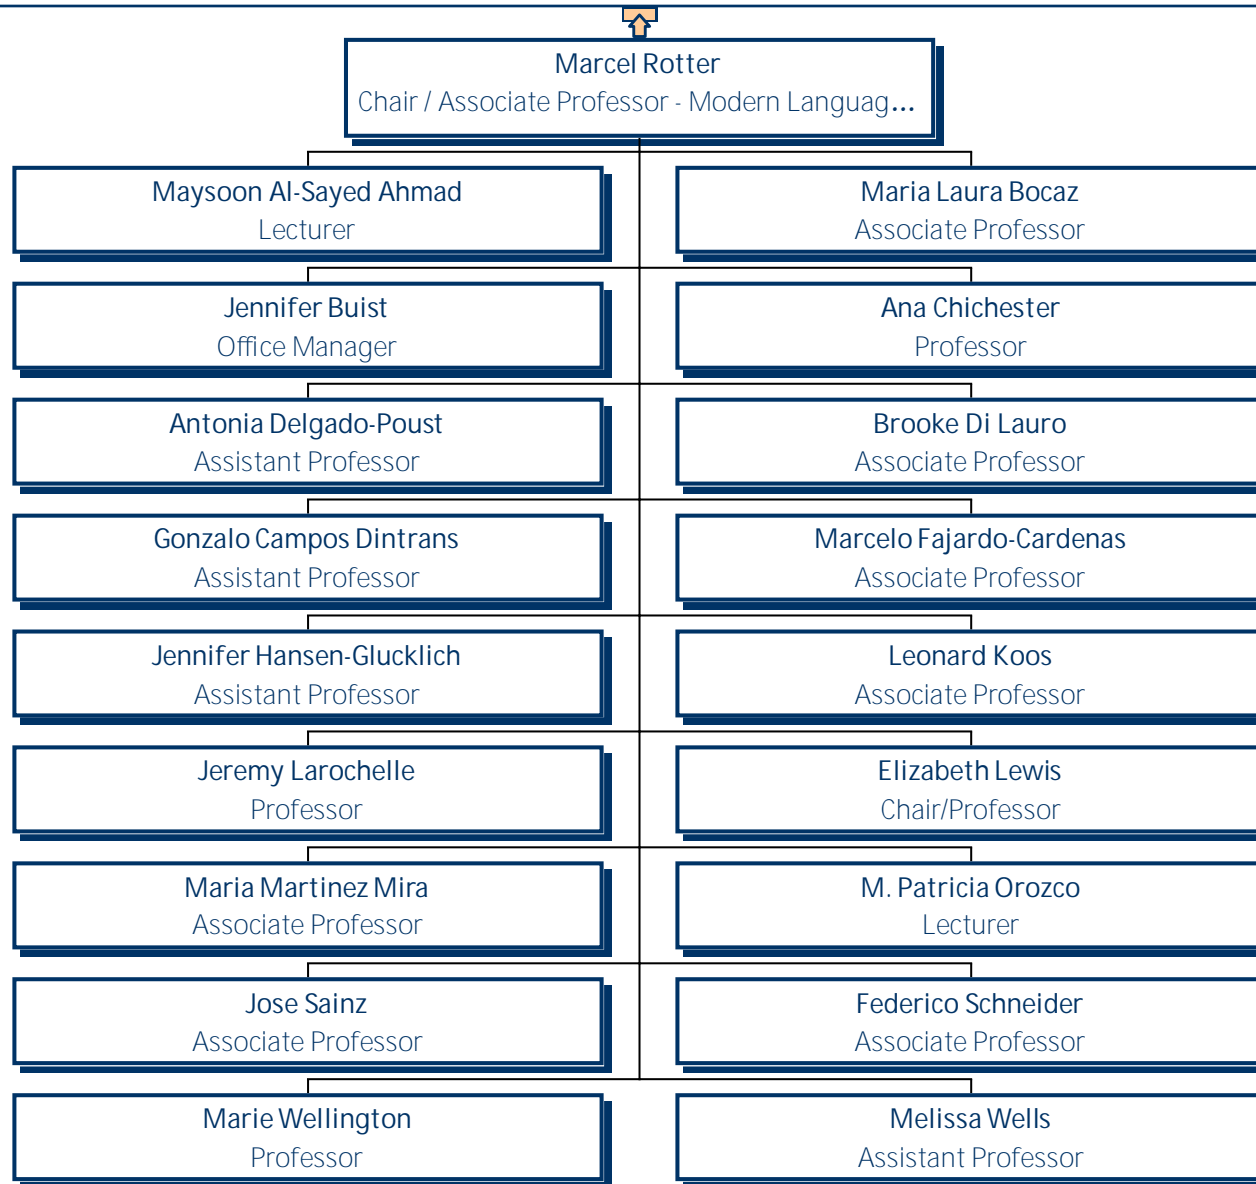 Marcel Rotter
Chair / Associate Professor - Modern Languag...
Maysoon Al-Sayed Ahmad
Lecturer
Maria Laura Bocaz
Associate Professor
Jennifer Buist
Office Manager
Ana Chichester
Professor
Antonia Delgado-Poust
Assistant Professor
Brooke Di Lauro
Associate Professor
Gonzalo Campos Dintrans
Assistant Professor
Marcelo Fajardo-Cardenas
Associate Professor
Jennifer Hansen-Glucklich
Assistant Professor
Leonard Koos
Associate Professor
Jeremy Larochelle
Professor
Elizabeth Lewis
Chair/Professor
Maria Martinez Mira
Associate Professor
M. Patricia Orozco
Lecturer
Jose Sainz
Associate Professor
Federico Schneider
Associate Professor
Marie Wellington
Professor
Melissa Wells
Assistant Professor